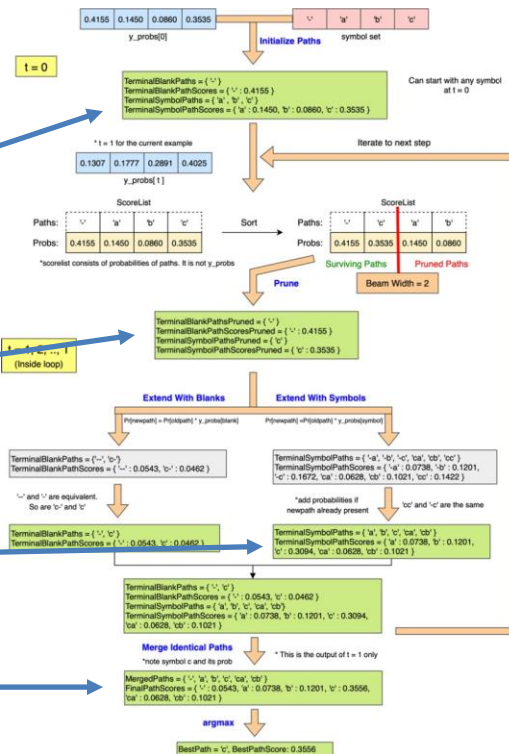 0.4155 0.1450 0.0860 0.3535
'-' 'a' 'b' 'c'
y_probs[0]
symbol set
Initialize Paths
t = 0
TerminalBlankPaths = { '-' }
TerminalBlankPathScores = { '-' : 0.4155 }
TerminalSymbolPaths = { 'a' , 'b' , 'c' }
TerminalSymbolPathScores = { 'a' : 0.1450, 'b' : 0.0860, 'c' : 0.3535 }
Can start with any symbol
at t = 0
* t = 1 for the current example
Iterate to next step
0.1307 0.1777 0.2891 0.4025
y_probs[ t ]
ScoreList
ScoreList
Paths: '-' 'a' 'b' 'c'
Sort
Paths: '-' 'c' 'a' 'b'
Probs: 0.4155 0.1450 0.0860 0.3535
Probs: 0.4155 0.3535 0.1450 0.0860
*scorelist consists of probabilities of paths. It is not y_probs
Surviving Paths
Pruned Paths
Beam Width = 2
Prune
TerminalBlankPathsPruned = { '-' }
TerminalBlankPathScoresPruned = { '-' : 0.4155 }
TerminalSymbolPathsPruned = { 'c' }
TerminalSymbolPathScoresPruned = { 'c' : 0.3535 }
(Inside loop)
Extend With Blanks
Extend With Symbols
Pr[newpath] = Pr[oldpath] * y_probs[blank]
Pr[newpath] =Pr[oldpath] * y_probs[symbol]
TerminalBlankPaths = {'--', 'c-'}
TerminalBlankPathScores = { '--' : 0.0543, 'c-' : 0.0462 }
TerminalSymbolPaths = { '-a', '-b', '-c', 'ca', 'cb', 'cc' }
TerminalSymbolPathScores = { '-a' : 0.0738, '-b' : 0.1201,
'-c' : 0.1672, 'ca' : 0.0628, 'cb' : 0.1021, 'cc' : 0.1422 }
'--' and '-' are equivalent.
So are 'c-' and 'c'
*add probabilities if
newpath already present
'cc' and '-c' are the same
TerminalBlankPaths = { '-', 'c' }
TerminalBlankPathScores = { '-' : 0.0543, 'c' : 0.0462 }
TerminalSymbolPaths = { 'a', 'b', 'c', 'ca', 'cb' }
TerminalSymbolPathScores = { 'a' : 0.0738, 'b' : 0.1201,
'c' : 0.3094, 'ca' : 0.0628, 'cb' : 0.1021 }
TerminalBlankPaths = { '-', 'c' }
TerminalBlankPathScores = { '-' : 0.0543, 'c' : 0.0462 }
TerminalSymbolPaths = { 'a', 'b', 'c', 'ca', 'cb'}
TerminalSymbolPathScores = { 'a' : 0.0738, 'b' : 0.1201, 'c' : 0.3094,
'ca' : 0.0628, 'cb' : 0.1021 }
Merge Identical Paths
*note symbol c and its prob
* This is the output of t = 1 only
MergedPaths = { '-', 'a', 'b', 'c', 'ca', 'cb' }
FinalPathScores = { '-' : 0.0543, 'a' : 0.0738, 'b' : 0.1201, 'c' : 0.3556,
'ca' : 0.0628, 'cb' : 0.1021 }
argmax
BestPath = 'c', BestPathScore: 0.3556